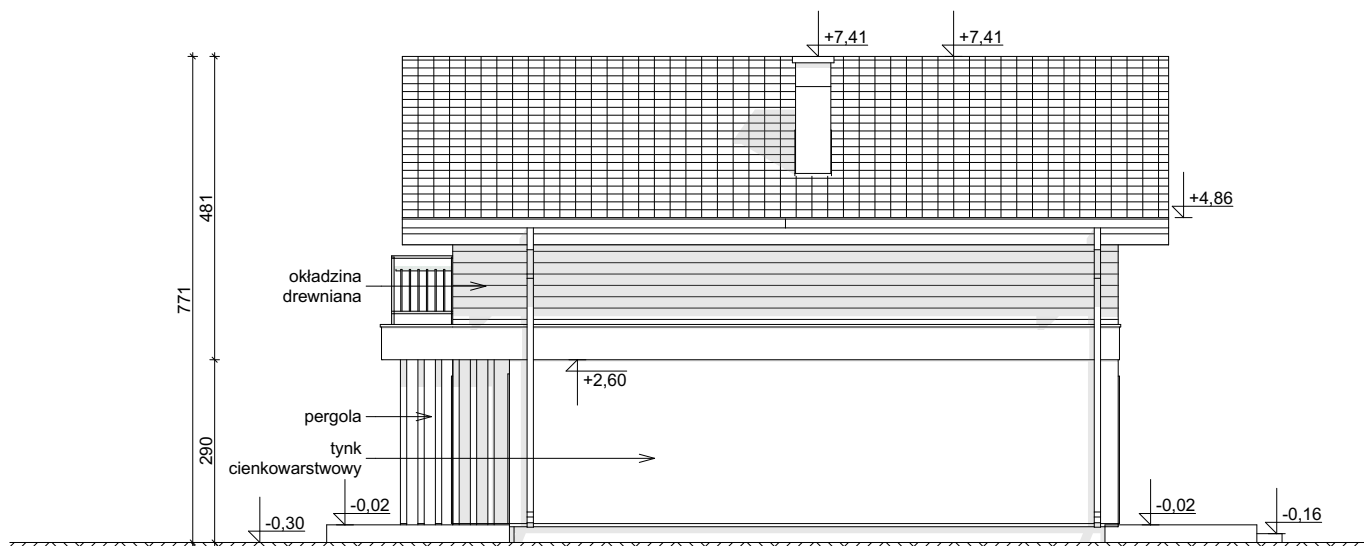 +7,41
+7,41
+4,86
481
771
okładzina
drewniana
+2,60
pergola
290
tynk
cienkowarstwowy
-0,02
-0,02
-0,30
-0,16